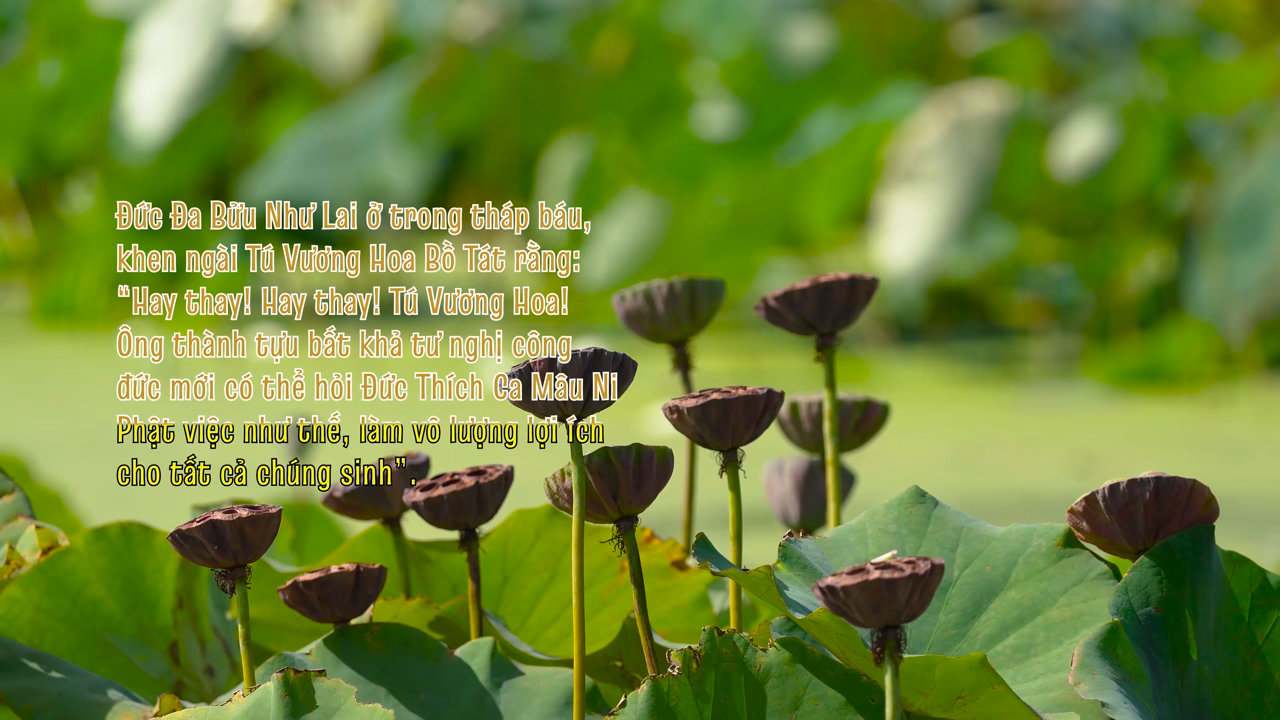 Đức Đa Bửu Như Lai ở trong tháp báu,
khen ngài Tú Vương Hoa Bồ Tát rằng:
“Hay thay! Hay thay! Tú Vương Hoa!
Ông thành tựu bất khả tư nghị công
đức mới có thể hỏi Đức Thích Ca Mâu Ni
Phật việc như thế, làm vô lượng lợi ích
cho tất cả chúng sinh”.